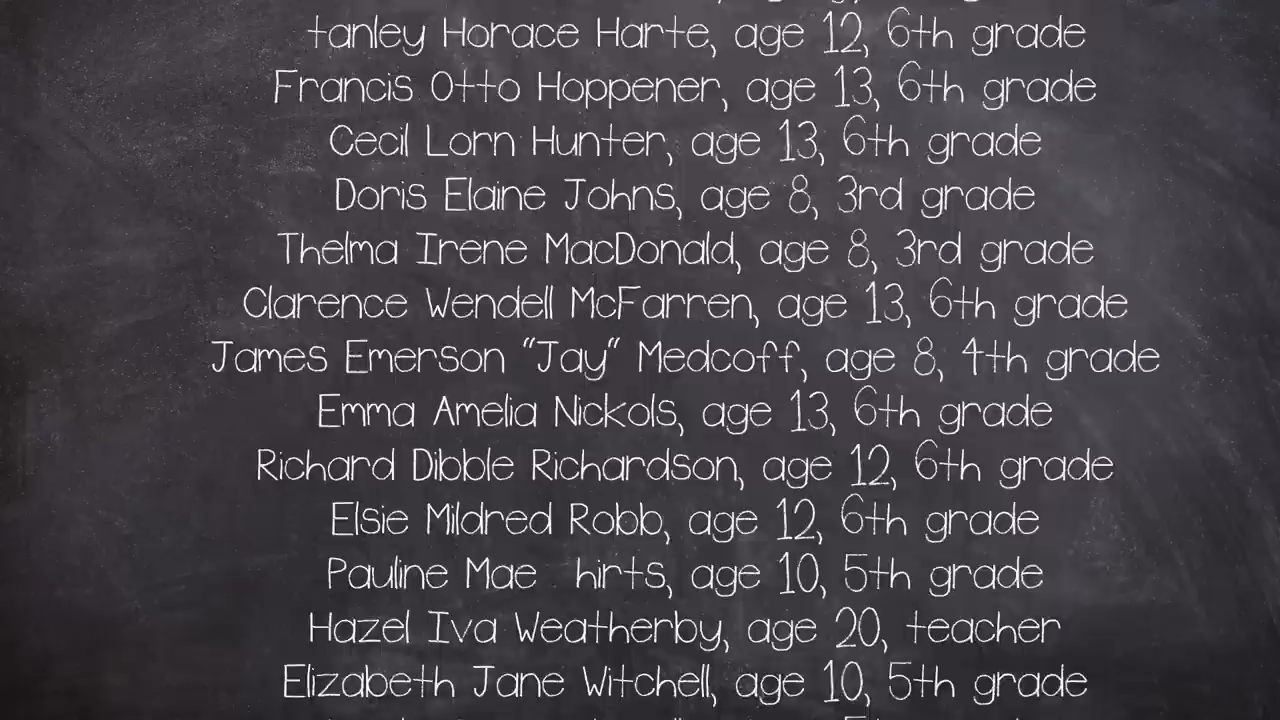 tanley Horace Harte, age 12, 6th grade
Francis Otto Hoppener, age 13, 6th grade
Cecil Lorn Hunter, age 13, 6th grade
Doris Elaine Johns, age 8, 3rd grade
Thelma Irene MacDonald, age 8, 3rd grade
Clarence Wendell McFarren, age 13, 6th grade
James Emerson "Jay" Medcoff, age 8, 4th grade
Emma Amelia Nickols, age 13, 6th grade
Richard Dibble Richardson, age 12, 6th grade
Elsie Mildred Robb, age 12, 6th grade
Pauline Mae hirts, age 10, 5th grade
Hazel Iva Weatherby, age 20, teacher
Elizabeth Jane Witchell, age 10, 5th grade